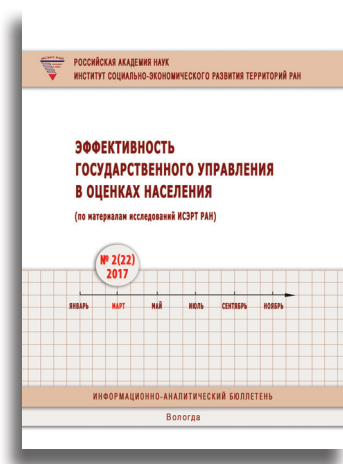 РОССИЙСКАЯ АКАДЕМИЯ НАУК
ИНСТИТУТ СОЦИАЛЬНО-ЭКОНОМИЧЕСКОГО РАЗВИТИЯ ТЕРРИТОРИЙ РАН
ЭФФЕКТИВНОСТЬ
ГОСУДАРСТВЕННОГО УПРАВЛЕНИЯ
В ОЦЕНКАХ НАСЕЛЕНИЯ
(по материалам исследований ИСЭРТ РАН)
№ 2(22)
2017
ЯНВАРЬ МАРТ МАЙ ИЮЛЬ СЕНТЯБРЬ НОЯБРЬ
ИНФОРМАЦИОННО-АНАЛИТИЧЕСКИЙ БЮЛЛЕТЕНЬ
Вологда